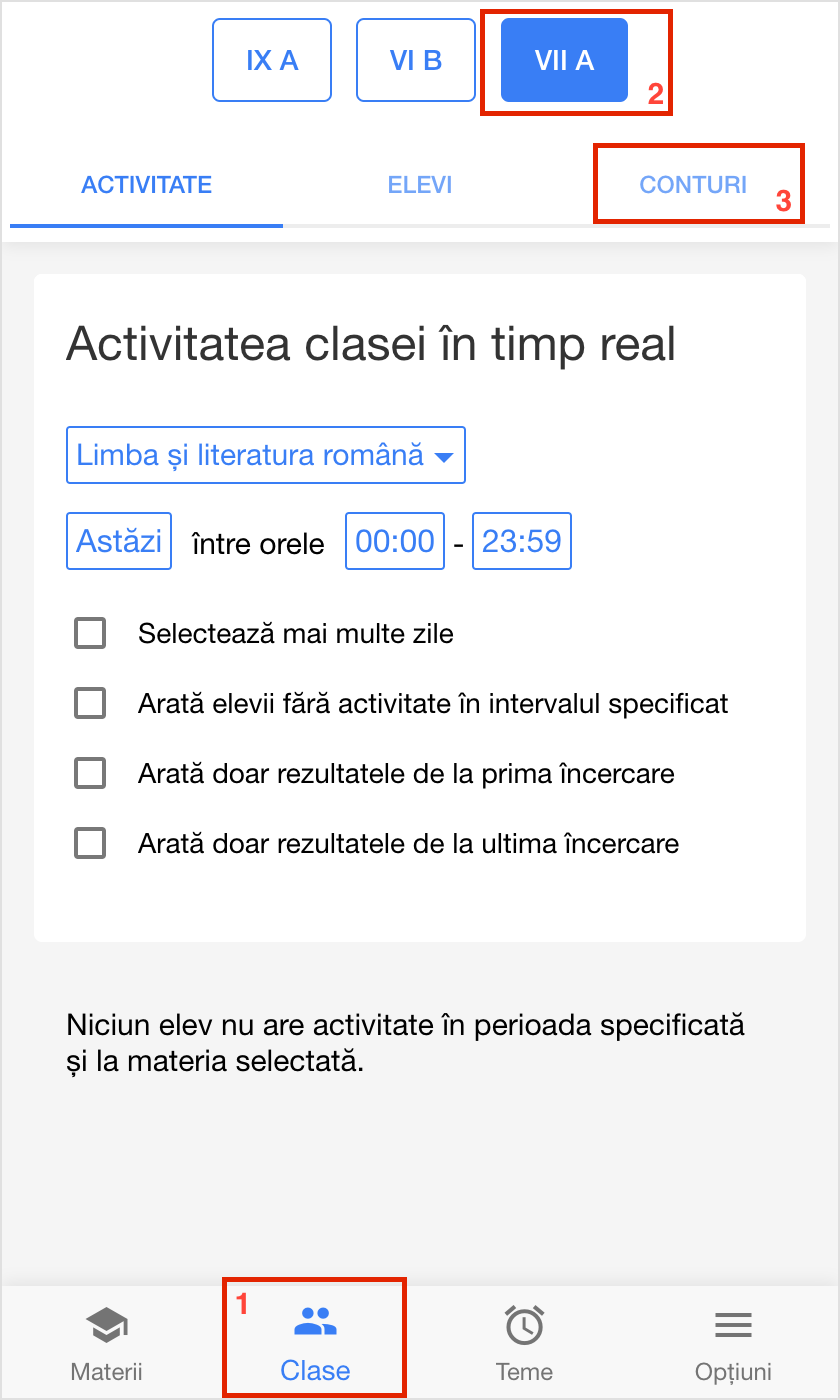 IX A VI B VII A 2
ACTIVITATE ELEVI CONTURI 3
Activitatea clasei în timp real
Limba și literatura română
Astăzi între orele 00:00 - 23:59
Selectează mai multe zile
Arată elevii fără activitate în intervalul specificat
Arată doar rezultatele de la prima încercare
Arată doar rezultatele de la ultima încercare
Niciun elev nu are activitate în perioada specificată
și la materia selectată.
1
Materii Clase Teme Opțiuni